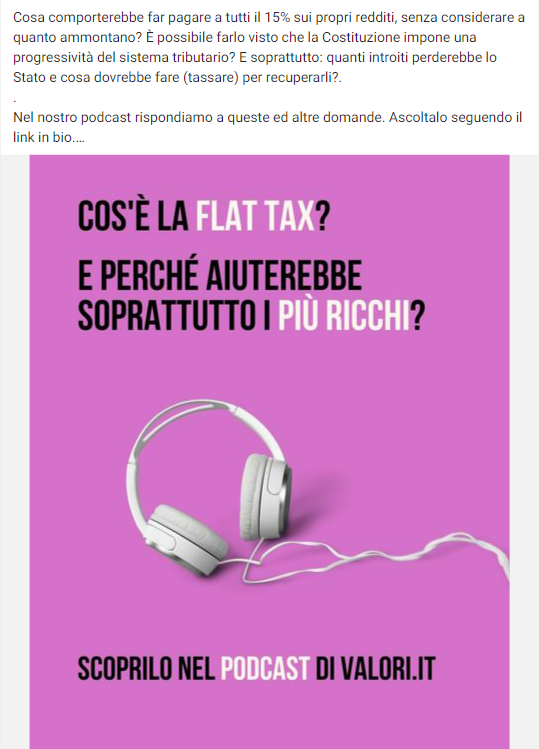 Cosa comporterebbe far pagare a tutti il 15% sui propri redditi, senza considerare a
quanto ammontano? È possibile farlo visto che la Costituzione impone una
progressività del sistema tributario? E soprattutto: quanti introiti perderebbe lo
Stato e cosa dovrebbe fare (tassare) per recuperarli?.
.
Nel nostro podcast rispondiamo a queste ed altre domande. Ascoltalo seguendo il
link in bio....
COS'È LA FLAT TAX?
E PERCHÉ AIUTEREBBE
SOPRATTUTTO I PIÙ RICCHI?
SCOPRILO NEL PODCAST DI VALORI.IT